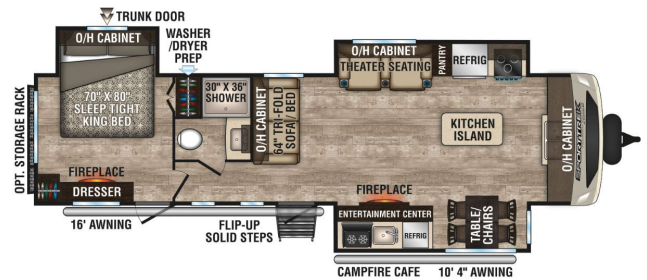 TRUNK DOOR
O/H CABINET
WASHER
/DRYER
PREP
70" X 80"
SLEEP TIGHT
KING BED
OPT. STORAGE RACK
FIREPLACE
DRESSER
16' AWNING
30" X 36"
SHOWER
O/H CABINET
64" TRI-FOLD
SOFA / BED
FLIP-UP
SOLID STEPS
O/H CABINET
THEATER SEATING
PANTRY
REFRIG
KITCHEN
ISLAND
O/H CABINET
SPORTTREK
FIREPLACE
ENTERTAINMENT CENTER
REFRIG
TABLE/
CHAIRS
CAMPFIRE CAFE
10' 4" AWNING